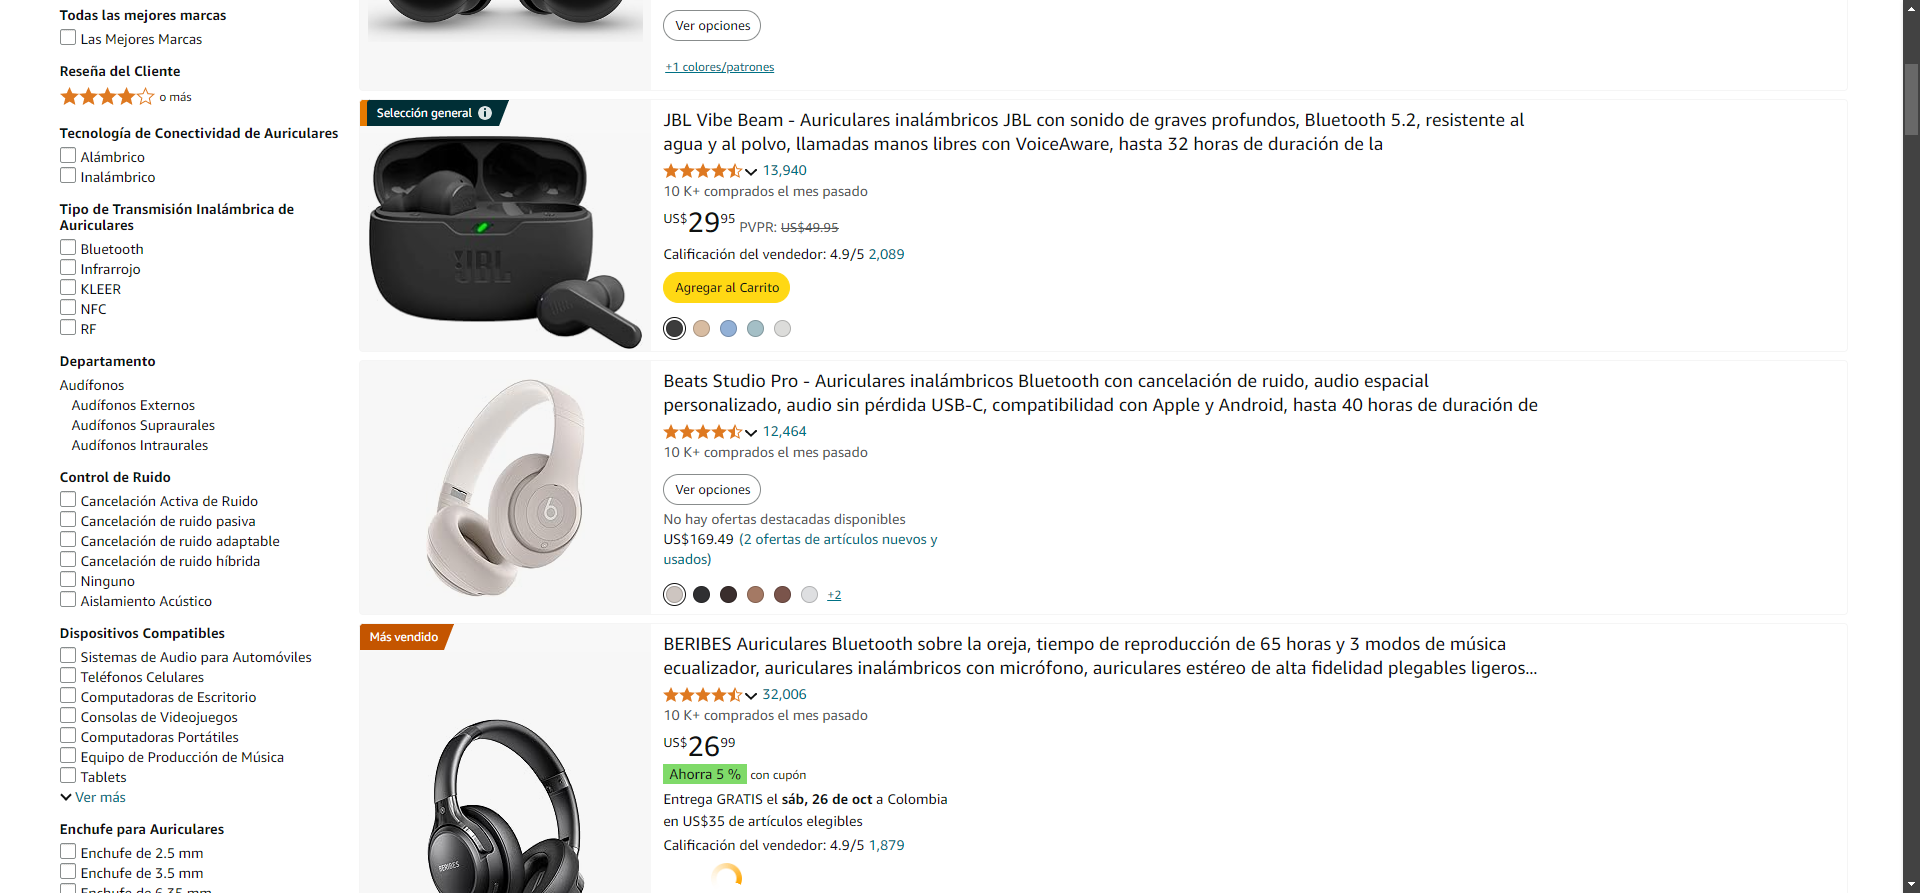 Todas las mejores marcas
Las Mejores Marcas
Reseña del Cliente
o más
Tecnología de Conectividad de Auriculares
Alámbrico
Inalámbrico
Tipo de Transmisión Inalámbrica de
Auriculares
Bluetooth
Infrarrojo
KLEER
NFC
RF
Departamento
Audífonos
Audífonos Externos
Audífonos Supraurales
Audífonos Intraurales
Control de Ruido
Cancelación Activa de Ruido
Cancelación de ruido pasiva
Cancelación de ruido adaptable
Cancelación de ruido híbrida
Ninguno
Aislamiento Acústico
Dispositivos Compatibles
Sistemas de Audio para Automóviles
Teléfonos Celulares
Computadoras de Escritorio
Consolas de Videojuegos
Computadoras Portátiles
Equipo de Producción de Música
Tablets
Ver más
Enchufe para Auriculares
Enchufe de 2.5 mm
Enchufe de 3.5 mm
Enchufe de 6.35 mm
Ver opciones
+1 colores/patrones
Selección general
JBL
JBL Vibe Beam - Auriculares inalámbricos JBL con sonido de graves profundos, Bluetooth 5.2, resistente al
agua y al polvo, llamadas manos libres con VoiceAware, hasta 32 horas de duración de la
13,940
10 K+ comprados el mes pasado
US$29 95 PVPR: US$49.95
Calificación del vendedor: 4.9/5 2,089
Agregar al Carrito
Beats Studio Pro - Auriculares inalámbricos Bluetooth con cancelación de ruido, audio espacial
personalizado, audio sin pérdida USB-C, compatibilidad con Apple y Android, hasta 40 horas de duración de
12,464
10 K+ comprados el mes pasado
Ver opciones
No hay ofertas destacadas disponibles
US$169.49 (2 ofertas de artículos nuevos y
usados)
+2
Más vendido
BERIBES
BERIBES Auriculares Bluetooth sobre la oreja, tiempo de reproducción de 65 horas y 3 modos de música
ecualizador, auriculares inalámbricos con micrófono, auriculares estéreo de alta fidelidad plegables ligeros...
32,006
10 K+ comprados el mes pasado
US$26 99
Ahorra 5 % con cupón
Entrega GRATIS el sáb, 26 de oct a Colombia
en US$35 de artículos elegibles
Calificación del vendedor: 4.9/5 1,879